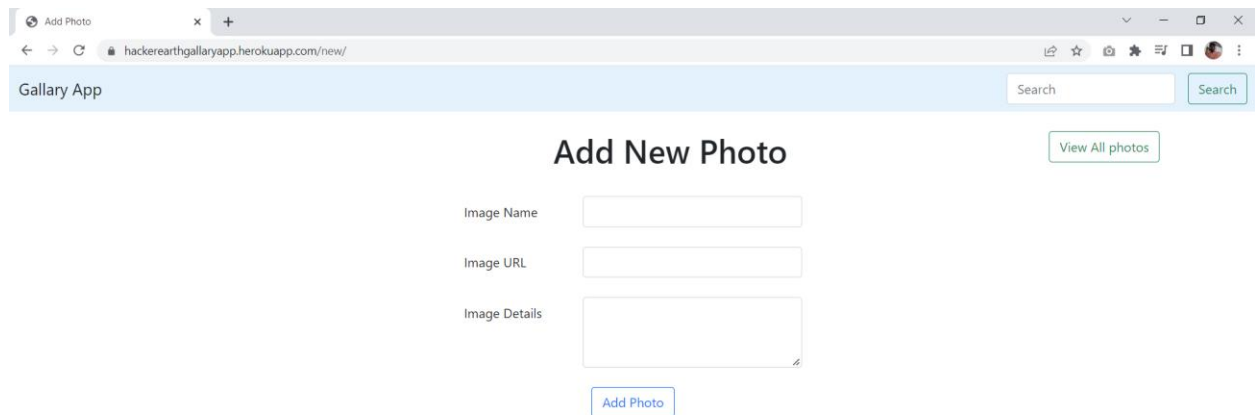 Add Photo
hackerearthgallaryapp.herokuapp.com/new/
Gallary App
Search
Search
Add New Photo
View All photos
Image Name
Image URL
Image Details
Add Photo